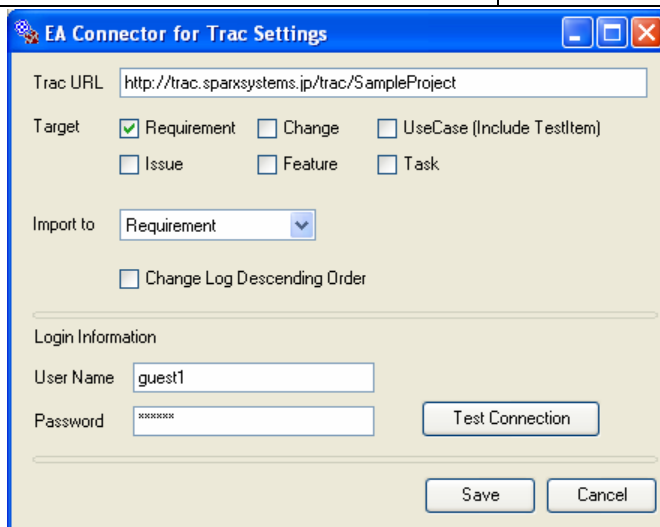 EA Connector for Trac Settings
Trac URL http://trac.sparxsystems.jp/trac/SampleProject
Target Requirement Change UseCase (Include TestItem)
Issue Feature Task
Import to Requirement
Change Log Descending Order
Login Information
User Name guest1
Password ××××××
Test Connection
Save Cancel